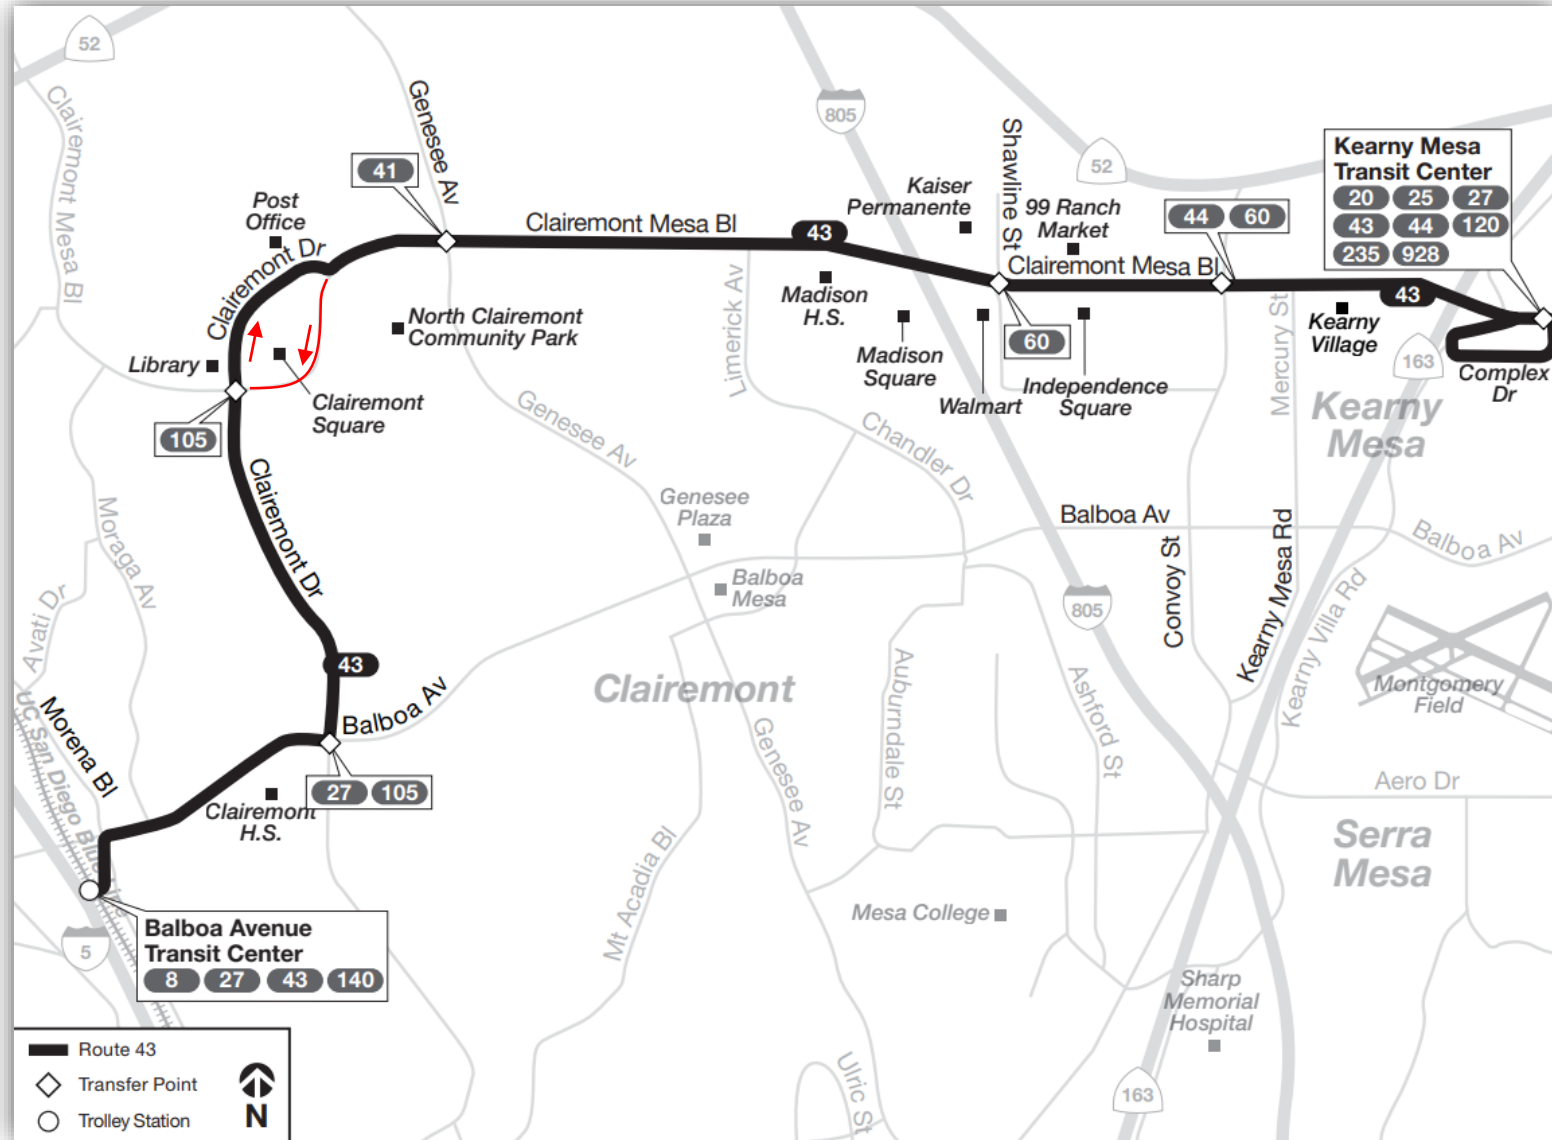 52
Clairemont Mesa Bl
Genesee Av
41
Post
Office
Clairemont Dr
Clairemont Mesa Bl
43
805
Kaiser
Permanente
Shawline St
52
99 Ranch
Market
Clairemont Mesa Bl
44 60
Kearny Mesa
Transit Center
20 25 27
43 44 120
235 928
43
Library
105
North Clairemont
Community Park
Clairemont
Square
Limerick Av
Madison
H.S.
Madison
Square
Walmart
60
Independence
Square
Mercury St
Kearny
Village
163
Complex
Dr
Kearny
Mesa
Genesee Av
Chandler Dr
Genesee
Plaza
Balboa
Mesa
Balboa Av
Balboa Av
Convoy St
Kearny Mesa Rd
Kearny Villa Rd
805
Moraga Av
Avati Dr
Clairemont Dr
43
Balboa Av
Clairemont
Auburndale St
Ashford St
Montgomery
Field
UC San Diego Blue Line
Morena Bl
27 105
Clairemont
H.S.
Genesee Av
Mt Acadia Bl
Aero Dr
Serra
Mesa
Mesa College
5
Balboa Avenue
Transit Center
8 27 43 140
Sharp
Memorial
Hospital
Ulric St
163
Route 43
Transfer Point
Trolley Station
N